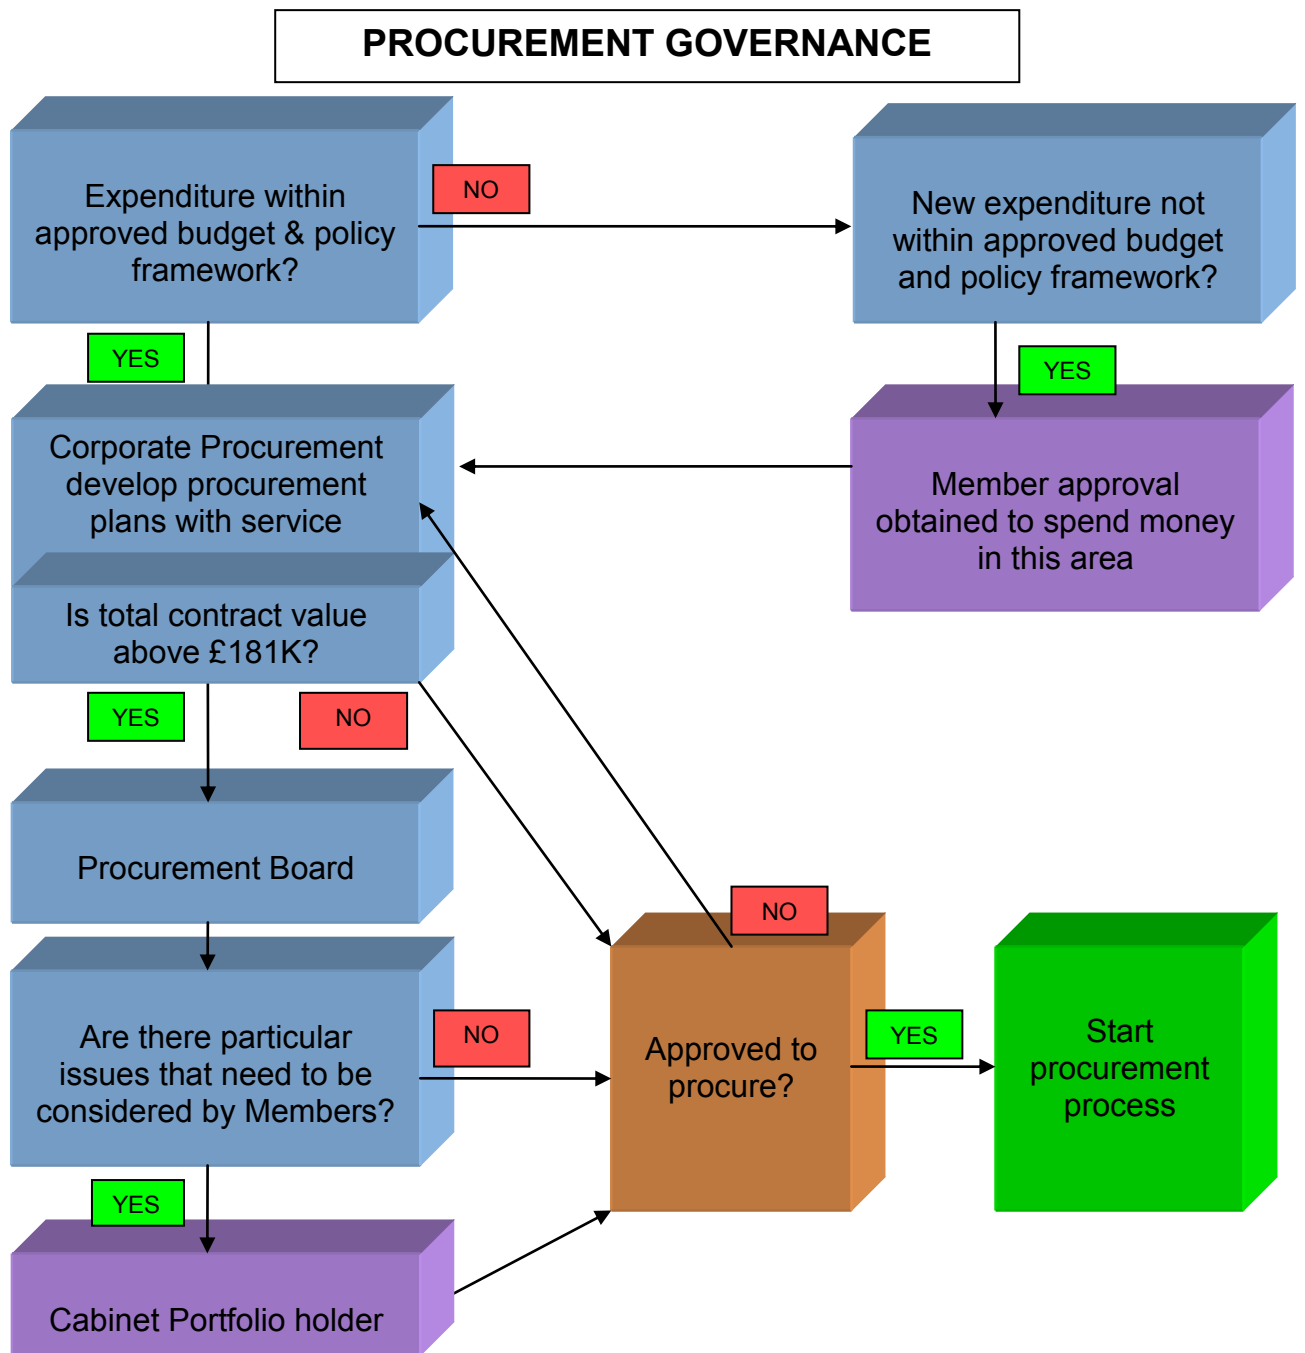 PROCUREMENT GOVERNANCE
Expenditure within
approved budget & policy
framework?
NO
New expenditure not
within approved budget
and policy framework?
YES
YES
Corporate Procurement
develop procurement
plans with service
Member approval
obtained to spend money
in this area
Is total contract value
above £181K?
YES
NO
Procurement Board
NO
Are there particular
issues that need to be
considered by Members?
NO
Approved to
procure?
YES
Start
procurement
process
YES
Cabinet Portfolio holder